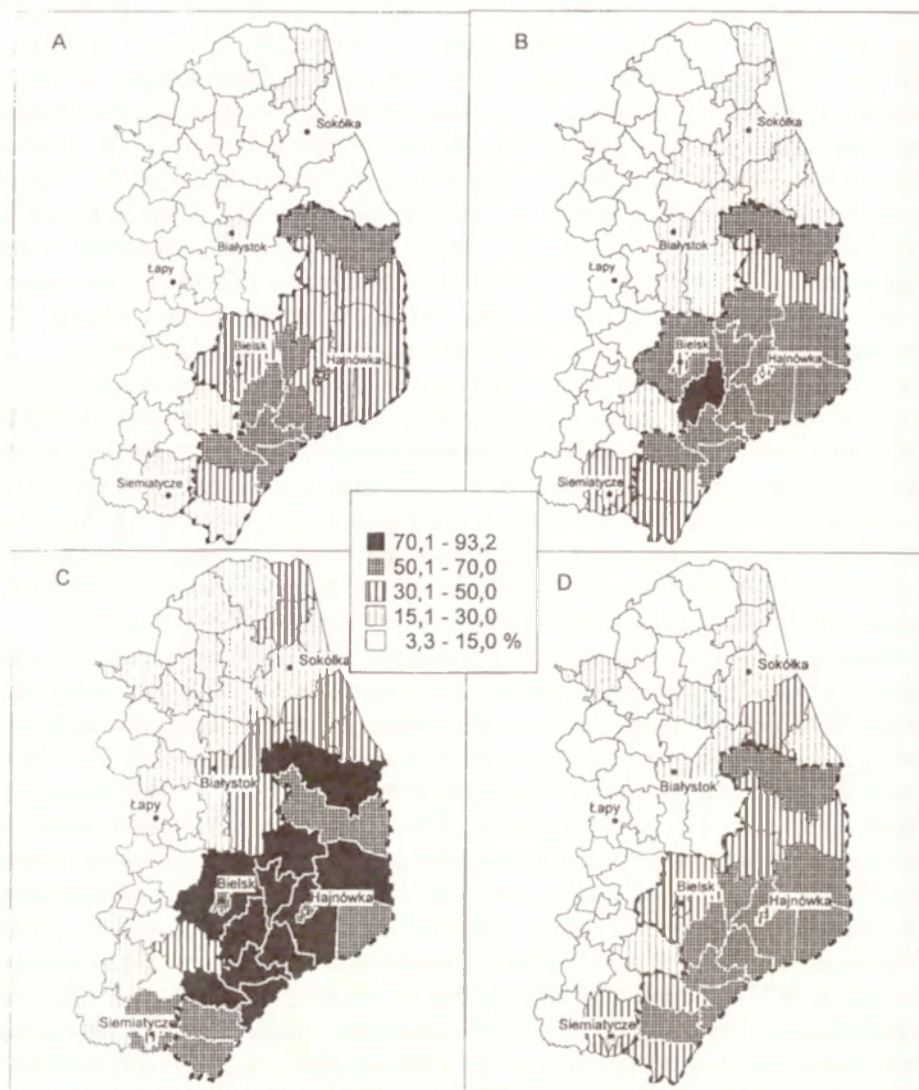 A
Sokółka
Białystok
Łapy
Bielsk
Hajnówka
Siemiatycze
B
Sokółka
Białystok
Łapy
Bielsk
Hajnówka
Siemiatycze
70,1 - 93,2
50,1 - 70,0
30,1 - 50,0
15,1 - 30,0
3,3 - 15,0 %
C
Sokółka
Białystok
Łapy
Bielsk
Hajnówka
Siemiatycze
D
Sokółka
Białystok
Łapy
Bielsk
Hajnówka
Siemiatycze